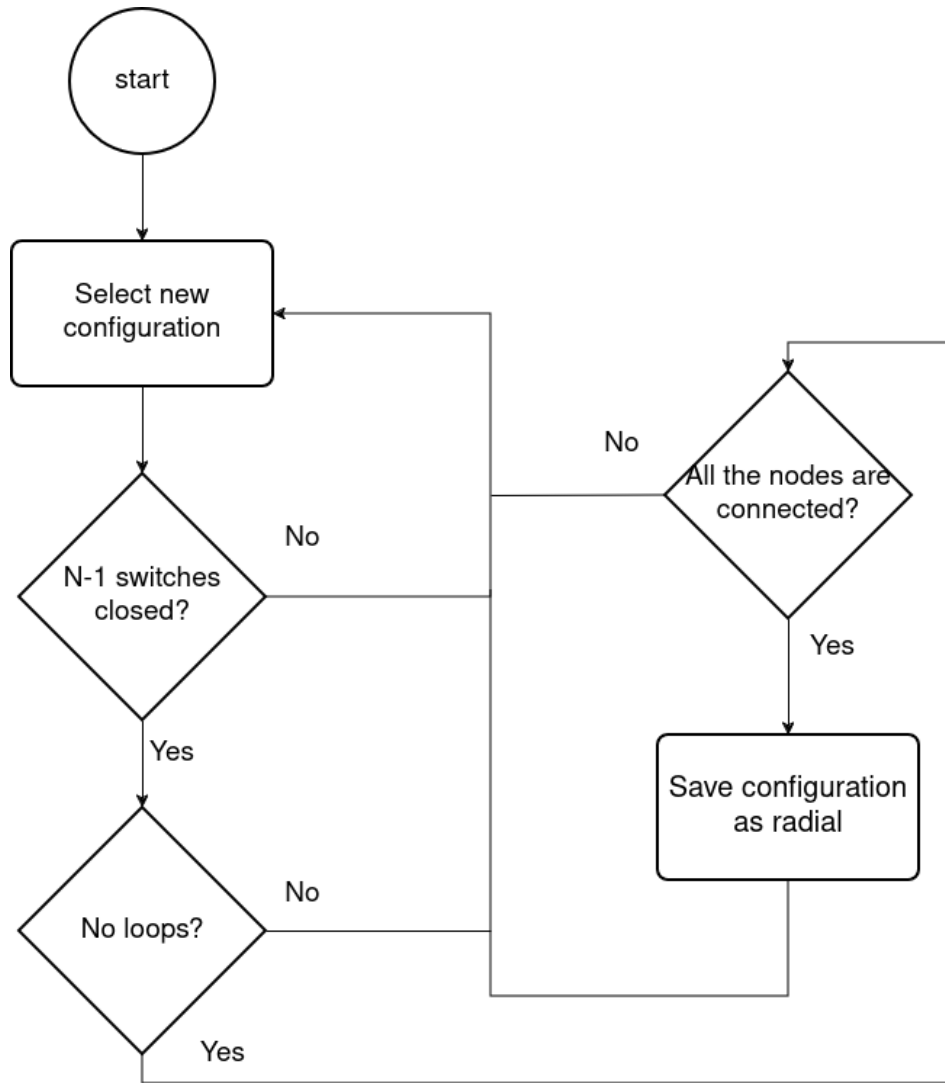 start
Select new
configuration
No
N-1 switches
closed?
Yes
No
No loops?
Yes
No
All the nodes are
connected?
Yes
Save configuration
as radial